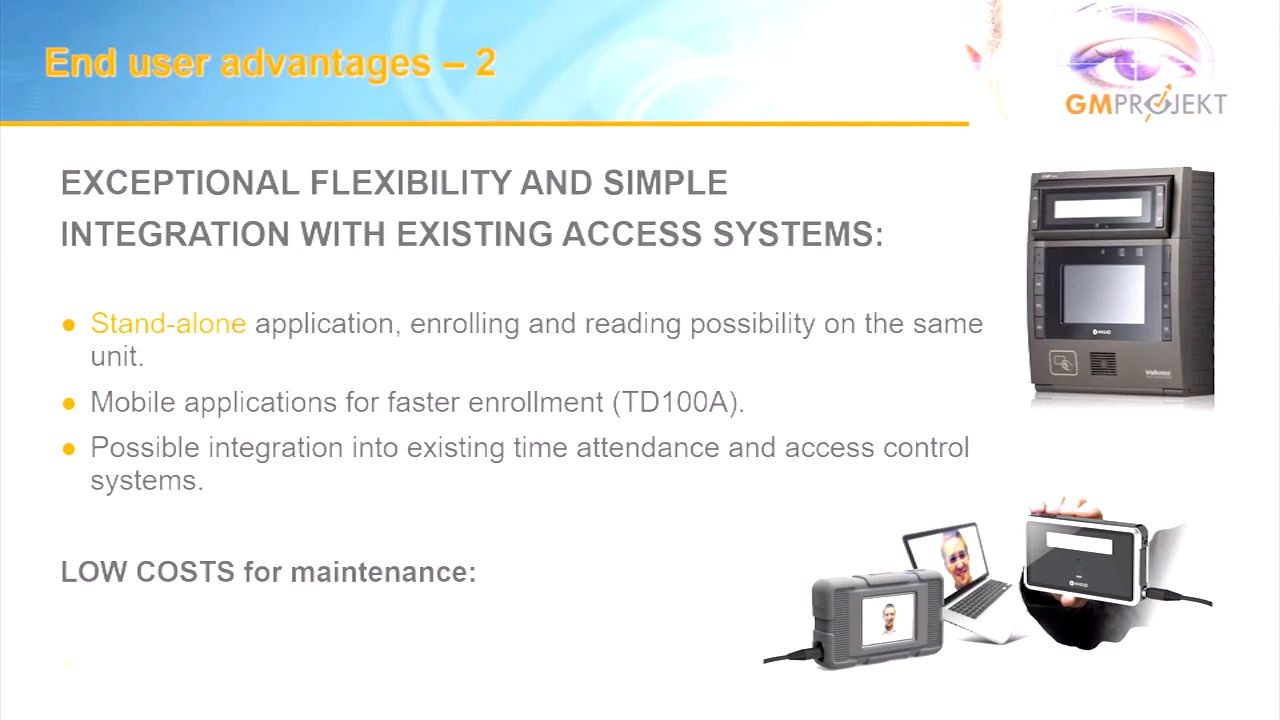 End user advantages – 2
GMPROJEKT
EXCEPTIONAL FLEXIBILITY AND SIMPLE
INTEGRATION WITH EXISTING ACCESS SYSTEMS:
● Stand-alone application, enrolling and reading possibility on the same
unit.
● Mobile applications for faster enrollment (TD100A).
● Possible integration into existing time attendance and access control
systems.
LOW COSTS for maintenance:
IrisAccess